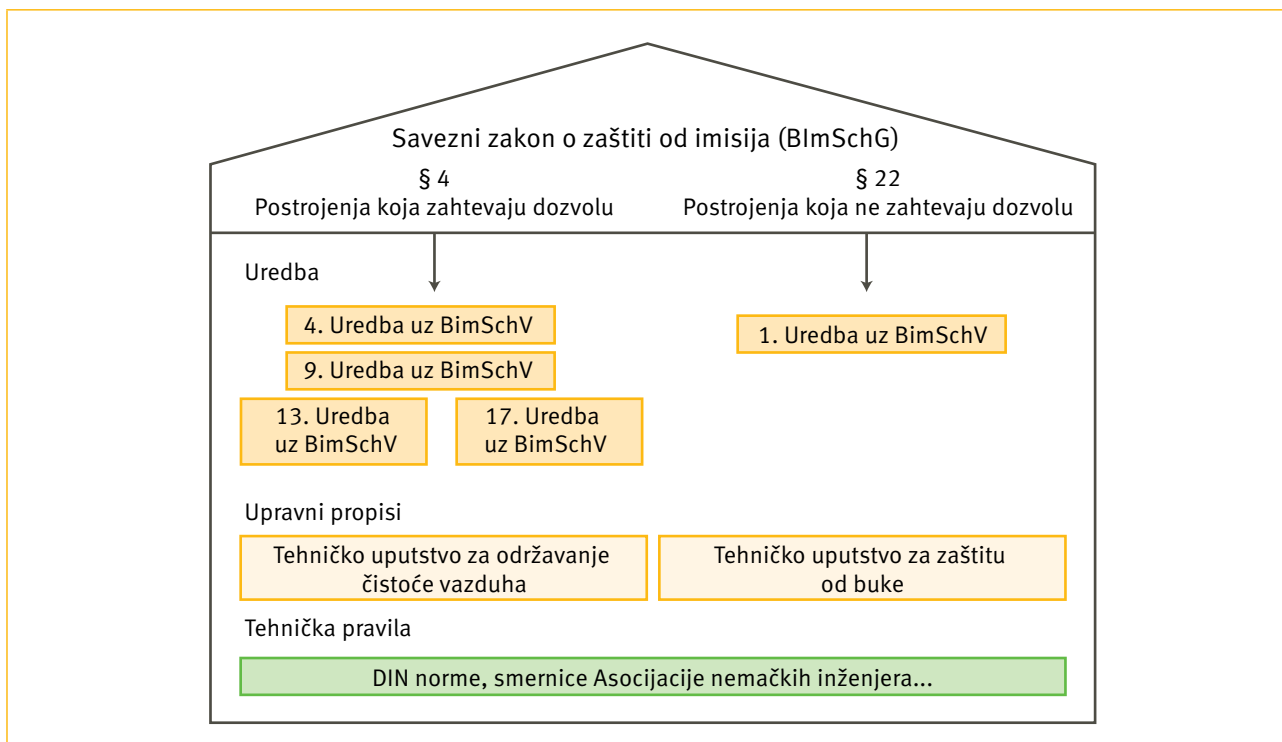 Savezni zakon o zaštiti od imisija (BImSchG)
§ 4
Postrojenja koja zahtevaju dozvolu
§ 22
Postrojenja koja ne zahtevaju dozvolu
Uredba
4. Uredba uz BimSchV
9. Uredba uz BimSchV
13. Uredba
uz BimSchV
17. Uredba
uz BimSchV
1. Uredba uz BimSchV
Upravni propisi
Tehničko uputstvo za održavanje
čistoće vazduha
Tehničko uputstvo za zaštitu
od buke
Tehnička pravila
DIN norme, smernice Asocijacije nemačkih inženjera...